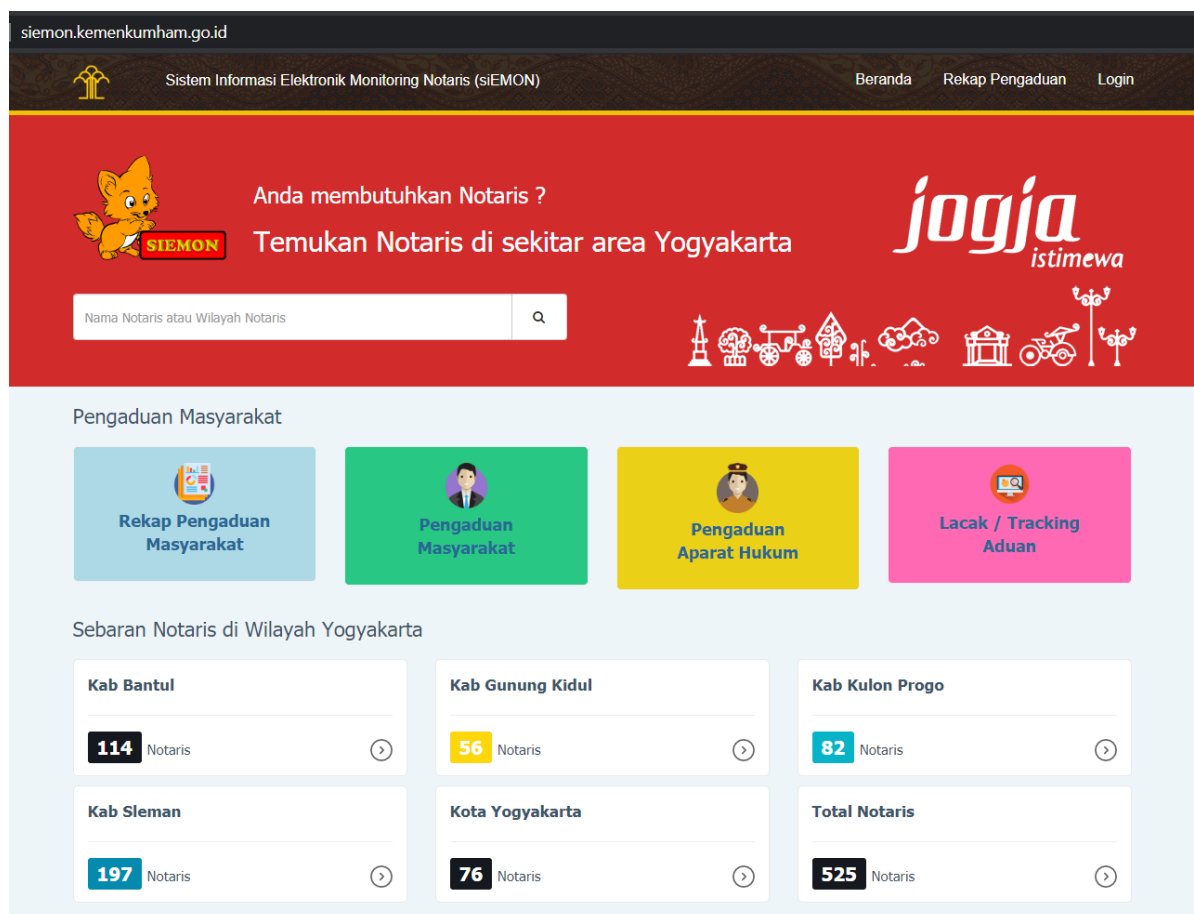 siemon.kemenkumham.go.id
Sistem Informasi Elektronik Monitoring Notaris (siEMON) Beranda Rekap Pengaduan Login
SIEMON
Anda membutuhkan Notaris ?
Temukan Notaris di sekitar area Yogyakarta
jogja
istimewa
Nama Notaris atau Wilayah Notaris
Pengaduan Masyarakat
Rekap Pengaduan
Masyarakat
Pengaduan
Masyarakat
Pengaduan
Aparat Hukum
Lacak / Tracking
Aduan
Sebaran Notaris di Wilayah Yogyakarta
Kab Bantul
114 Notaris
Kab Gunung Kidul
56 Notaris
Kab Kulon Progo
82 Notaris
Kab Sleman
197 Notaris
Kota Yogyakarta
76 Notaris
Total Notaris
525 Notaris